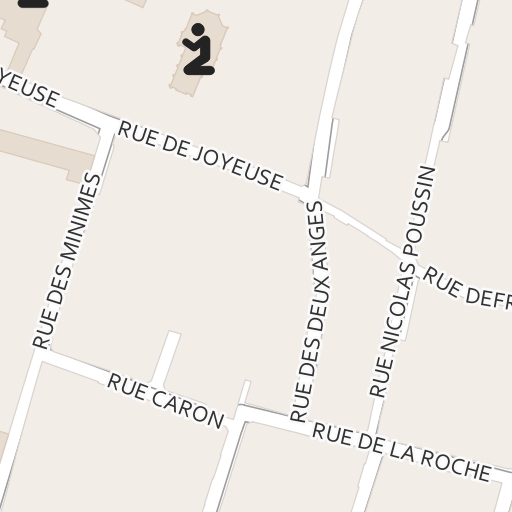 YEUSE
RUE DE JOYEUSE
RUE DES MINIMES
RUE DES DEUX ANGES
RUE NICOLAS POUSSIN
RUE DEFR
RUE CARON
RUE DE LA ROCHE